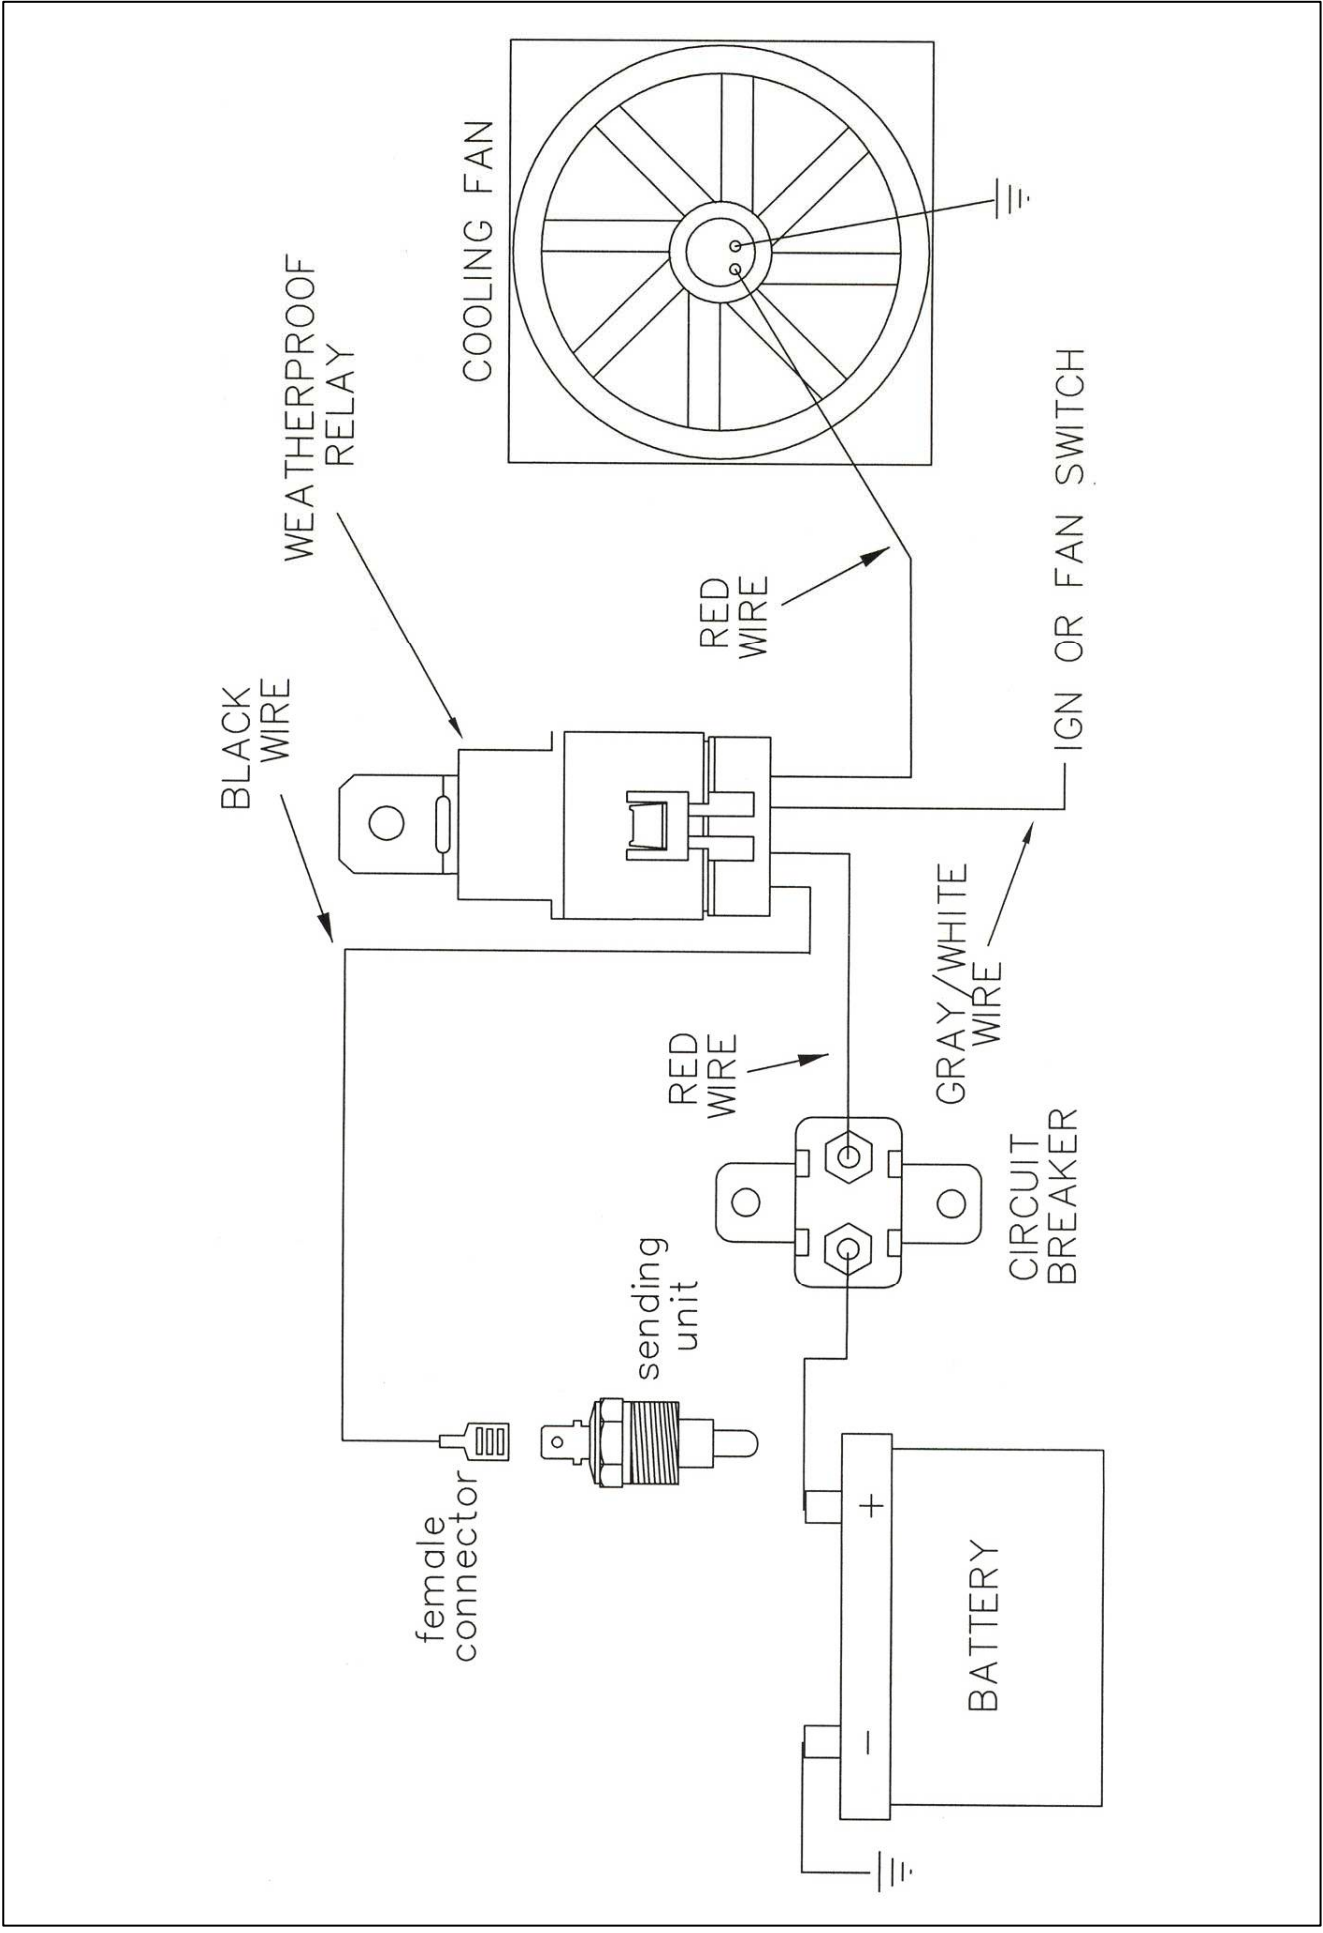 BLACK
WIRE
WEATHERPROOF
RELAY
COOLING FAN
female
connector
sending
unit
RED
WIRE
RED
WIRE
BATTERY
-
+
CIRCUIT
BREAKER
GRAY/WHITE
WIRE
IGN OR FAN SWITCH